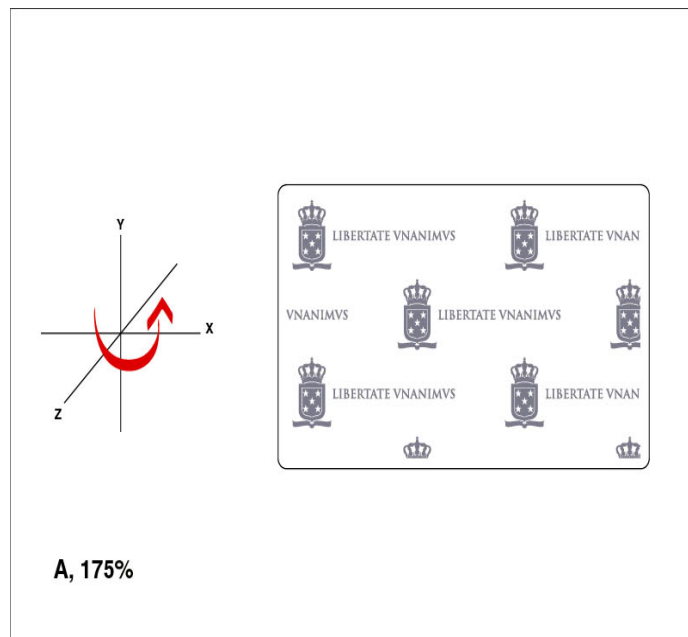 Y
X
Z
LIBERTATE VNANIMVS LIBERTATE VNAN
VNANIMVS LIBERTATE VNANIMVS
LIBERTATE VNANIMVS LIBERTATE VNAN
A, 175%